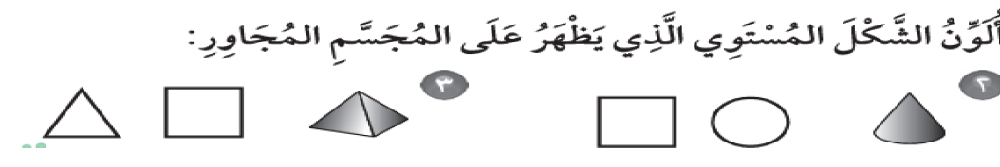 أُلَوِّنُ الشَّكْلَ المُسْتَوِي الَّذِي يَظْهَرُ عَلَى المُجَسَّمِ المُجَاوِرِ:
٢ ٣